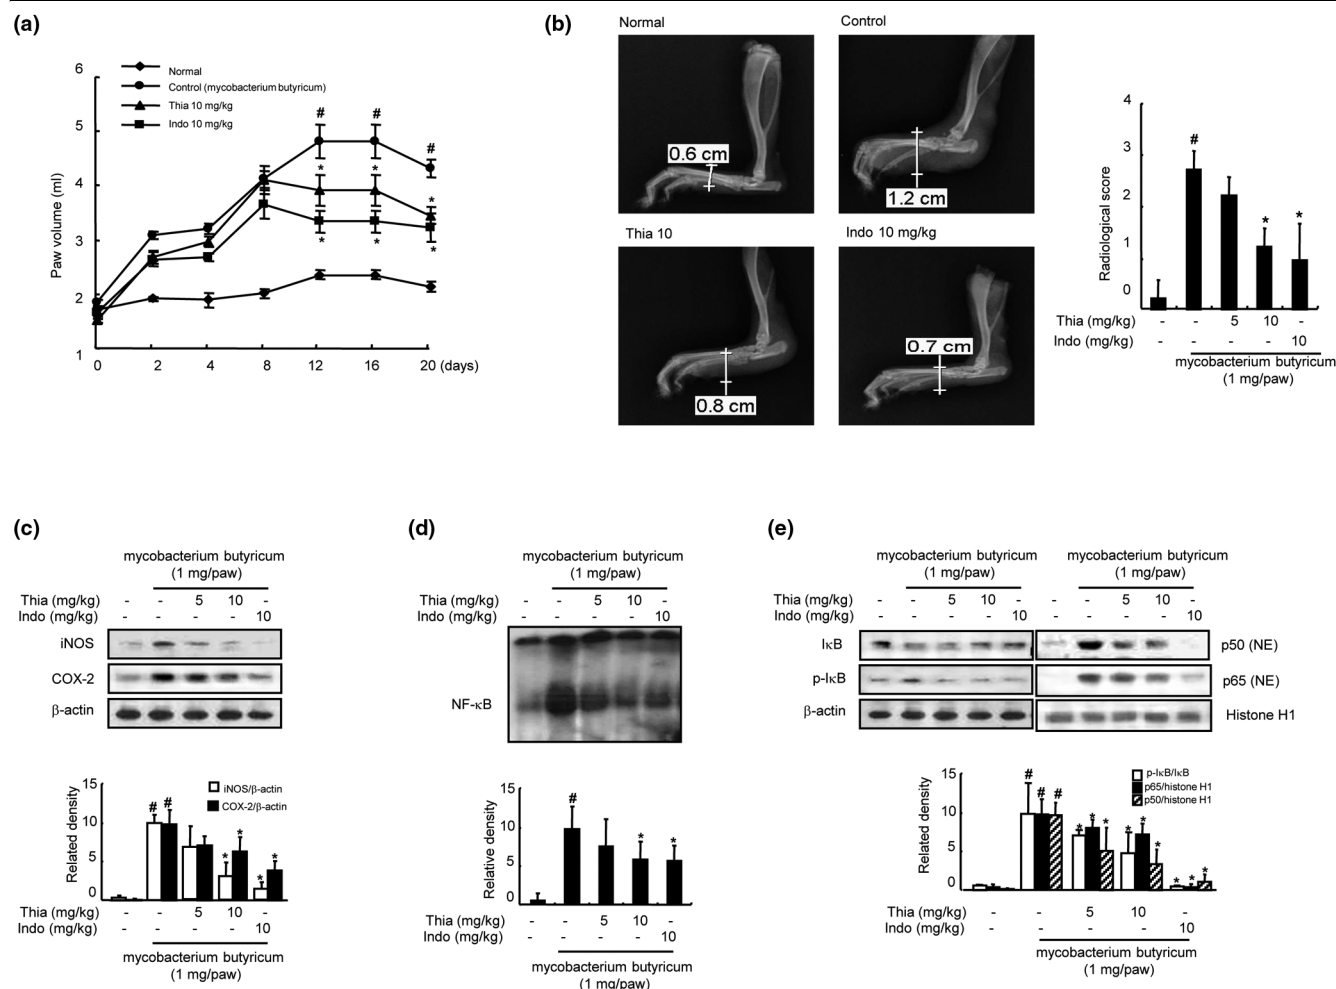 (a)
6
5
4
3
2
1
Paw volume (ml)
Normal
Control (mycobacterium butyricum)
Thia 10 mg/kg
Indo 10 mg/kg
# # #
* * *
* * *
0 2 4 8 12 16 20 (days)
(b)
Normal
Control
0.6 cm
1.2 cm
Thia 10
Indo 10 mg/kg
0.8 cm
0.7 cm
4
3
2
1
0
Radiological score
#
* *
Thia (mg/kg) - - 5 10 -
Indo (mg/kg) - - - - 10
mycobacterium butyricum
(1 mg/paw)
(c)
mycobacterium butyricum
(1 mg/paw)
Thia (mg/kg) - - 5 10 -
Indo (mg/kg) - - - - 10
iNOS
COX-2
β-actin
15
10
5
0
Related density
iNOS/β-actin
COX-2/β-actin
# #
* *
* *
Thia (mg/kg) - - 5 10 -
Indo (mg/kg) - - - - 10
mycobacterium butyricum
(1 mg/paw)
(d)
mycobacterium butyricum
(1 mg/paw)
Thia (mg/kg) - - 5 10 -
Indo (mg/kg) - - - - 10
NF-κB
15
10
5
0
Relative density
#
* *
Thia (mg/kg) - - 5 10 -
Indo (mg/kg) - - - - 10
mycobacterium butyricum
(1 mg/paw)
(e)
mycobacterium butyricum
(1 mg/paw)
mycobacterium butyricum
(1 mg/paw)
Thia (mg/kg) - - 5 10 - - - 5 10 -
Indo (mg/kg) - - - - 10 - - - - 10
IκB
p50 (NE)
p-IκB
p65 (NE)
β-actin
Histone H1
15
10
5
0
Related density
p-IκB/IκB
p65/histone H1
p50/histone H1
# # #
* * *
* * *
* * *
Thia (mg/kg) - - 5 10 -
Indo (mg/kg) - - - - 10
mycobacterium butyricum
(1 mg/paw)